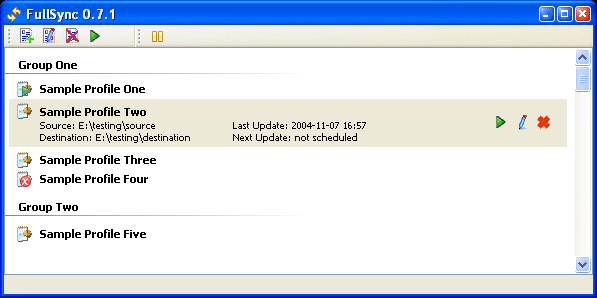 FullSync 0.7.1
Group One
Sample Profile One
Sample Profile Two
Source: E:\testing\source Last Update: 2004-11-07 16:57
Destination: E:\testing\destination Next Update: not scheduled
Sample Profile Three
Sample Profile Four
Group Two
Sample Profile Five